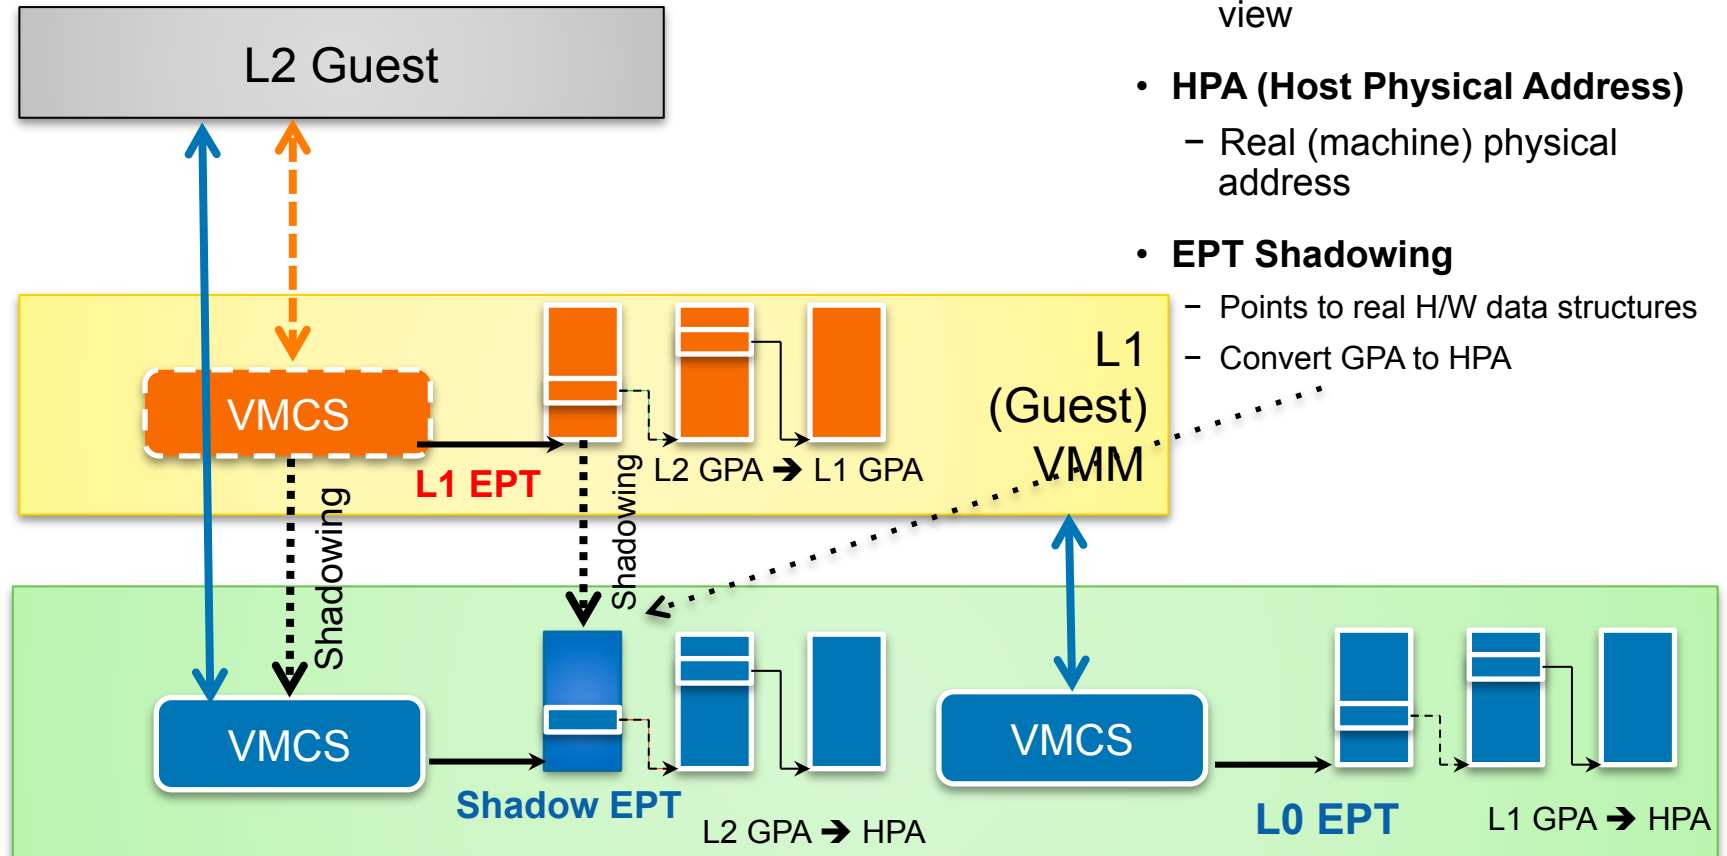 view
L2 Guest
• HPA (Host Physical Address)
– Real (machine) physical
address
• EPT Shadowing
– Points to real H/W data structures
– Convert GPA to HPA
L1
(Guest)
VMM
VMCS
L1 EPT
L2 GPA ➔ L1 GPA
Shadowing
Shadowing
VMCS
Shadow EPT
L2 GPA ➔ HPA
VMCS
L0 EPT
L1 GPA ➔ HPA